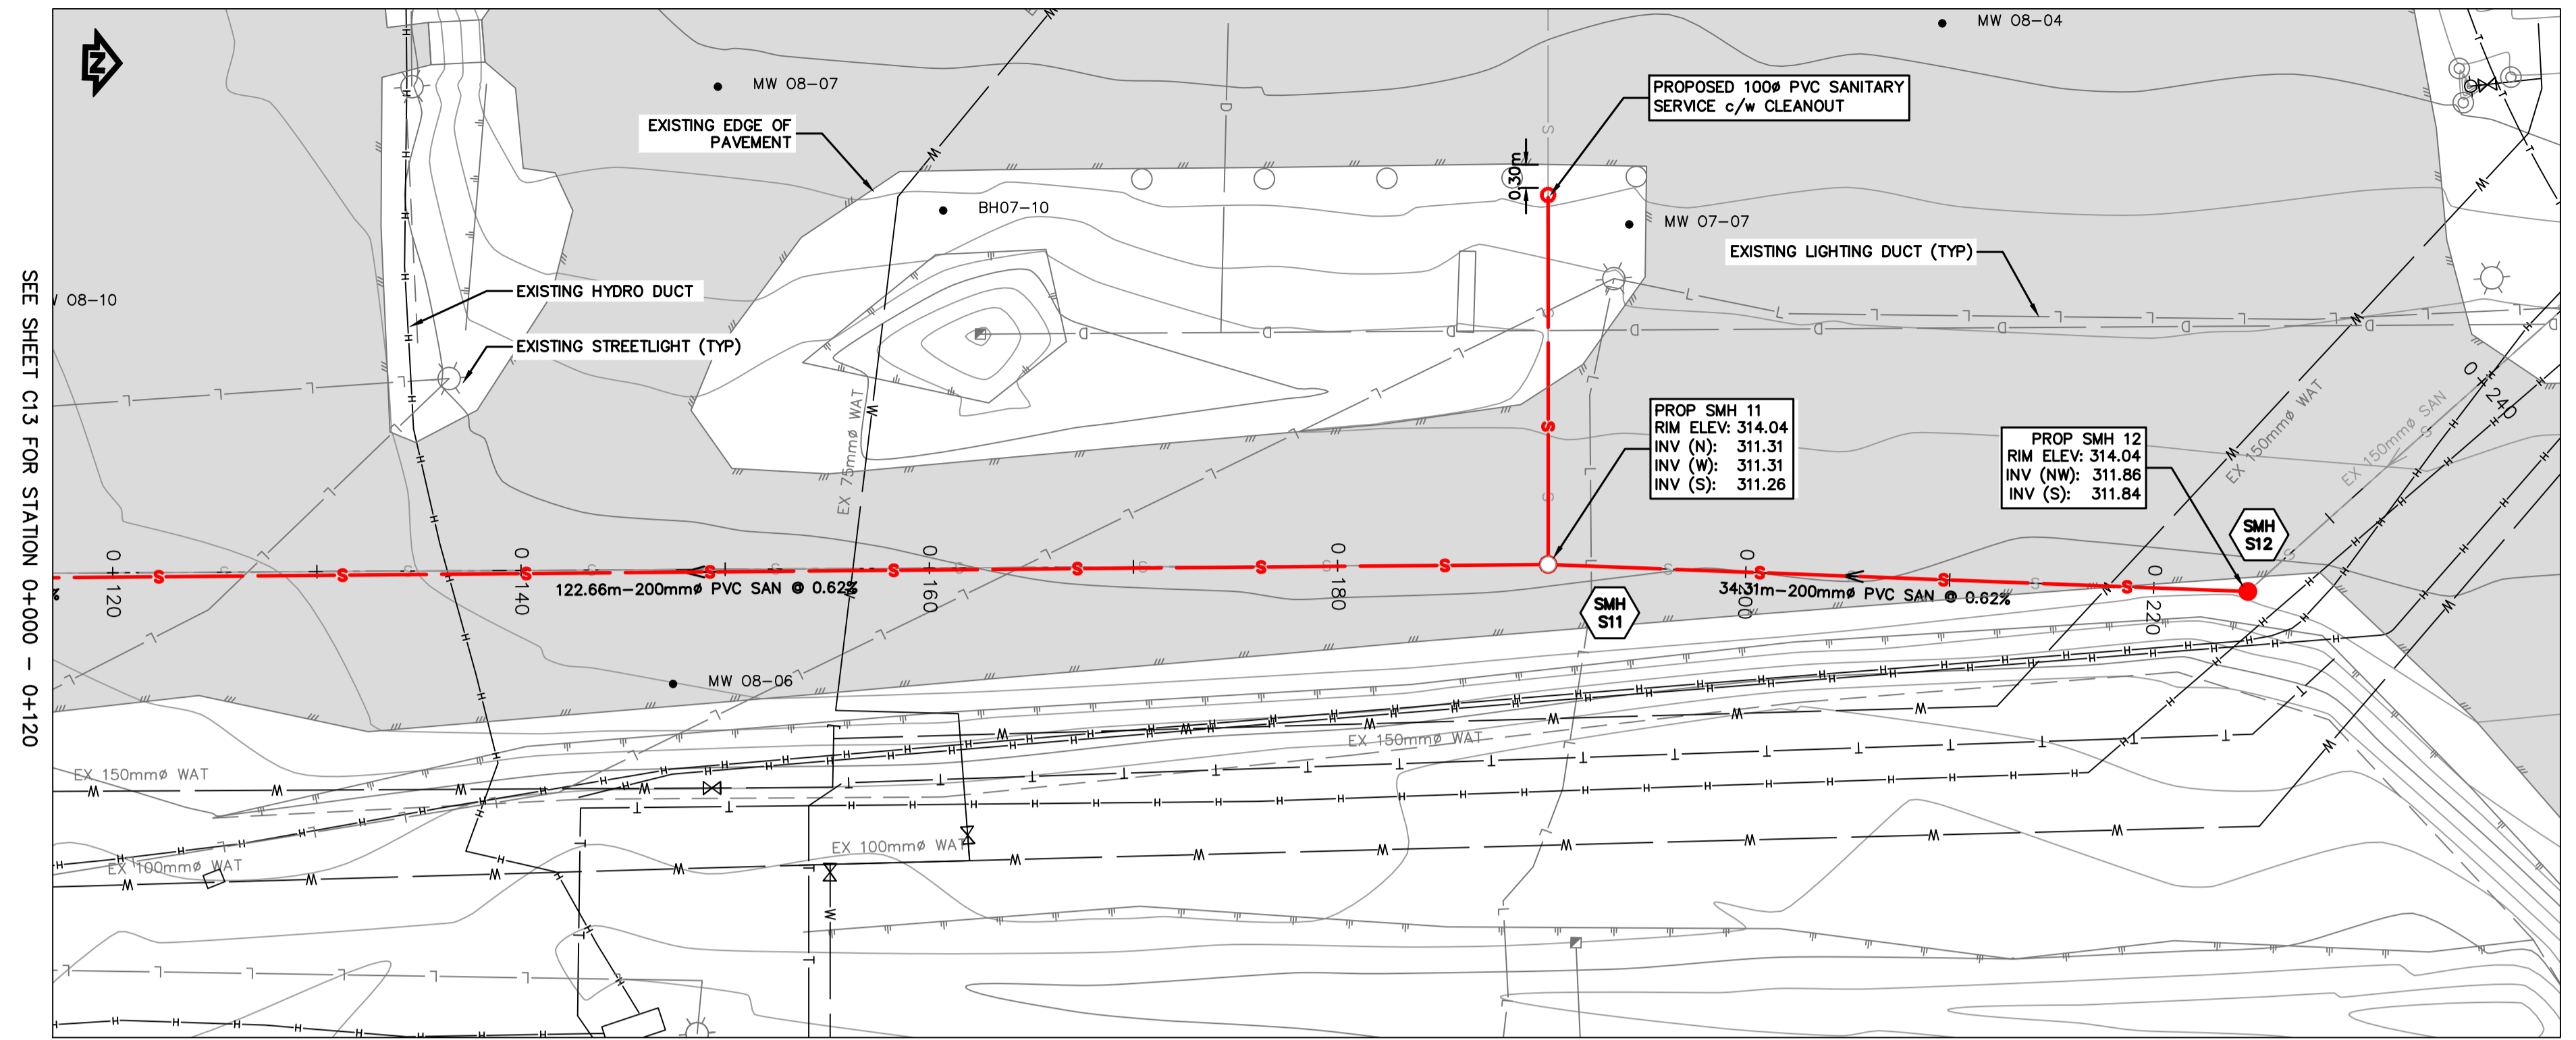 MW 08-04
MW 08-07
PROPOSED 100ø PVC SANITARY
SERVICE c/w CLEANOUT
EXISTING EDGE OF
PAVEMENT
0.30m
BH07-10
MW 07-07
EXISTING LIGHTING DUCT (TYP)
08-10
EXISTING HYDRO DUCT
EXISTING STREETLIGHT (TYP)
SEE SHEET C13 FOR STATION 0+000 - 0+120
EX 75mmø WAT
EX 150mmø WAT
EX 150mmø SAN
0+240
PROP SMH 11
RIM ELEV: 314.04
INV (N): 311.31
INV (W): 311.31
INV (S): 311.26
PROP SMH 12
RIM ELEV: 314.04
INV (NW): 311.86
INV (S): 311.84
SMH
S12
0+120
0+140
0+160
0+180
0+200
0+220
122.66m-200mmø PVC SAN @ 0.62%
34.31m-200mmø PVC SAN @ 0.62%
SMH
S11
MW 08-06
EX 150mmø WAT
EX 150mmø WAT
EX 100mmø WAT
EX 100mmø WAT
N